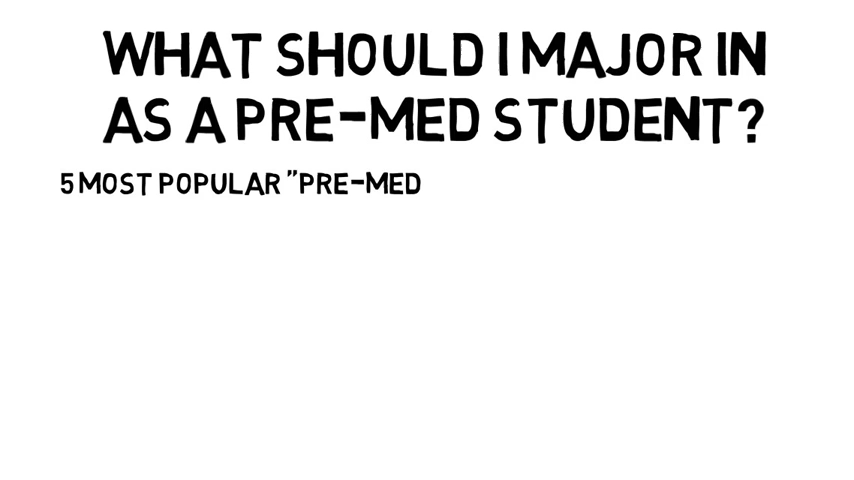 WHAT SHOULD I MAJOR IN
AS A PRE-MED STUDENT?
5 MOST POPULAR "PRE-MED